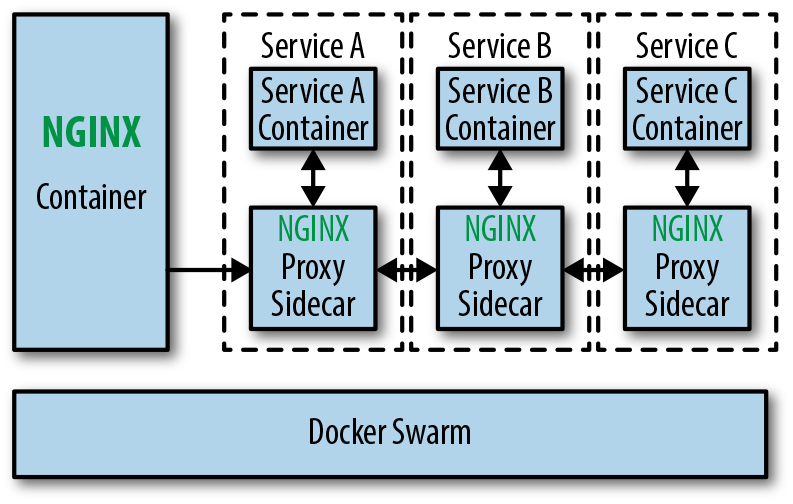 NGINX
Container
Service A
Service A
Container
NGINX
Proxy
Sidecar
Service B
Service B
Container
NGINX
Proxy
Sidecar
Service C
Service C
Container
NGINX
Proxy
Sidecar
Docker Swarm